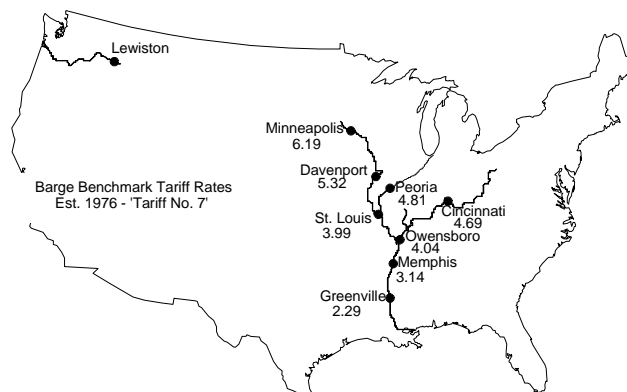 Lewiston
Minneapolis
6.19
Davenport
5.32
Peoria
4.81
Barge Benchmark Tariff Rates
Est. 1976 - 'Tariff No. 7'
Cincinnati
4.69
St. Louis
3.99
Owensboro
4.04
Memphis
3.14
Greenville
2.29